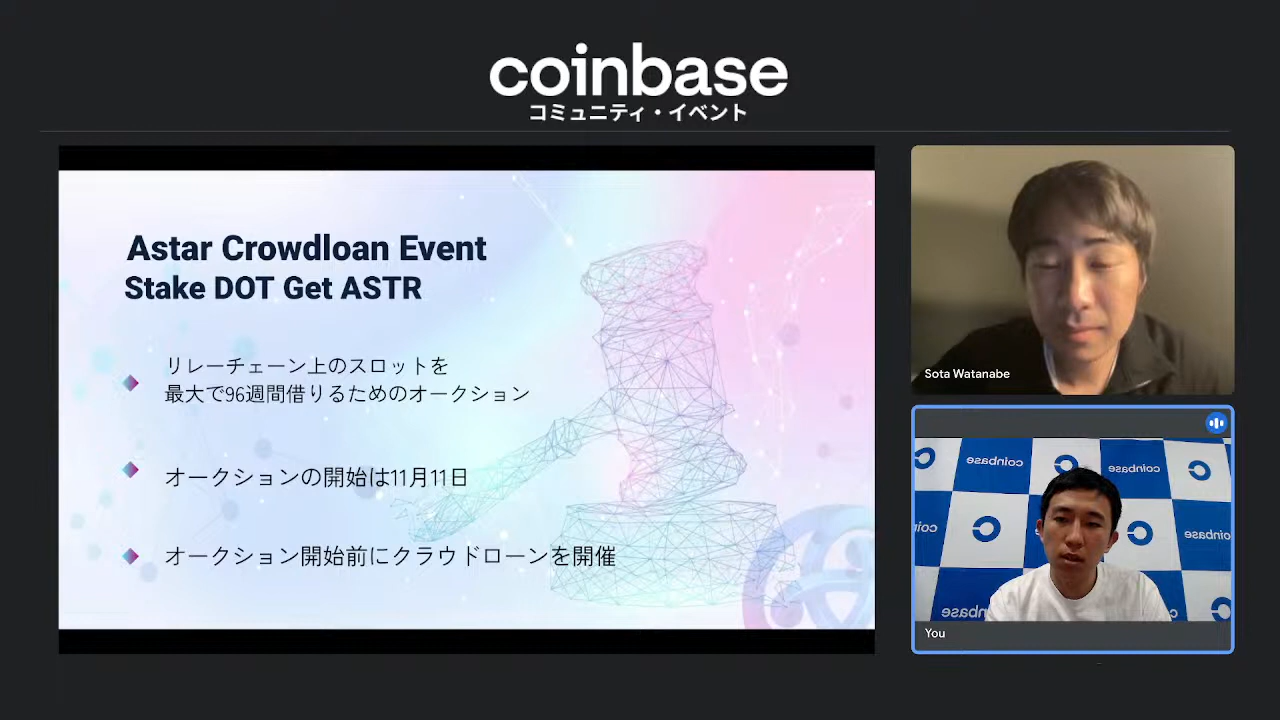 coinbase
コミュニティ・イベント
Astar Crowdloan Event
Stake DOT Get ASTR
リレーチェーン上のスロットを
最大で96週間借りるためのオークション
オークションの開始は11月11日
オークション開始前にクラウドローンを開催
Sota Watanabe
coinbase
coinbase
coinbase
coinbase
You